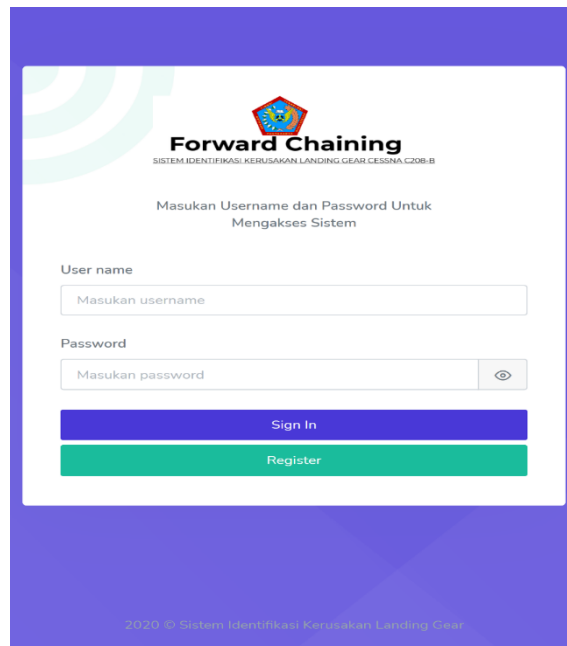 Forward Chaining
SISTEM IDENTIFIKASI KERUSAKAN LANDING GEAR CESSNA C208-B
Masukan Username dan Password Untuk
Mengakses Sistem
User name
Masukan username
Password
Masukan password
Sign In
Register
2020 © Sistem Identifikasi Kerusakan Landing Gear